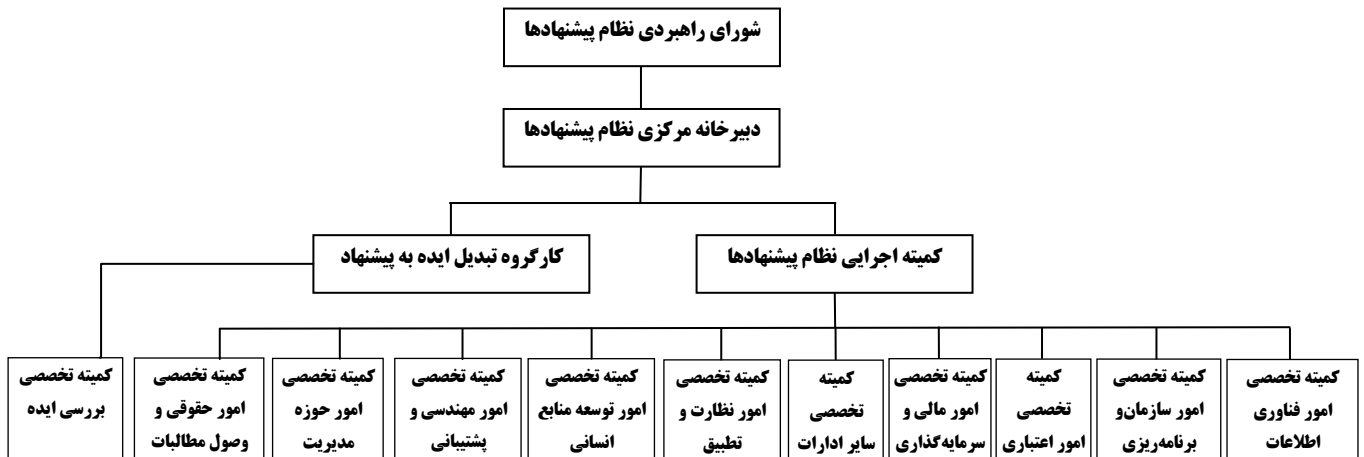 شورای راهبردی نظام پیشنهادها
دبیرخانه مرکزی نظام پیشنهادها
کمیته اجرایی نظام پیشنهادها
کارگروه تبدیل ایده به پیشنهاد
کمیته تخصصی
امور فناوری
اطلاعات
کمیته تخصصی
امور سازمان‌و
برنامه‌ریزی
کمیته
تخصصی
امور اعتباری
کمیته تخصصی
امور مالی و
سرمایه‌گذاری
کمیته
تخصصی
سایر ادارات
کمیته تخصصی
امور نظارت و
تطبیق
کمیته تخصصی
امور توسعه منابع
انسانی
کمیته تخصصی
امور مهندسی و
پشتیبانی
کمیته تخصصی
امور حوزه
مدیریت
کمیته تخصصی
امور حقوقی و
وصول مطالبات
کمیته تخصصی
بررسی ایده